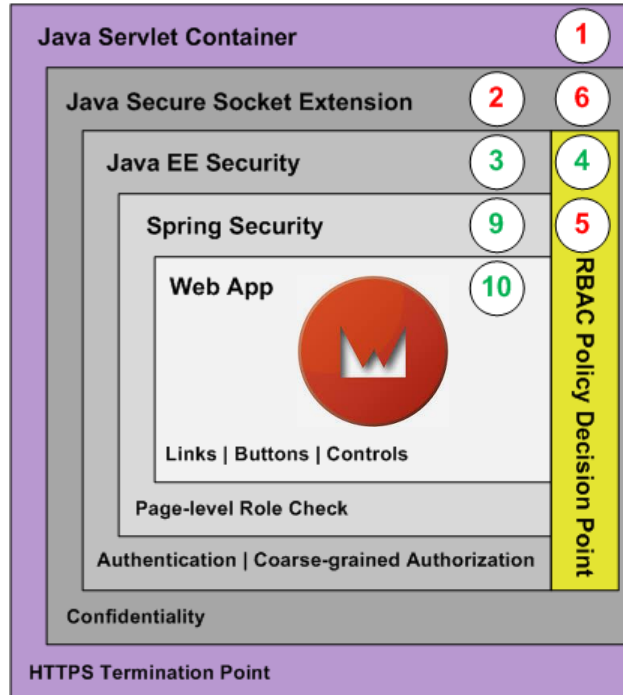 Java Servlet Container 1
Java Secure Socket Extension 2 6
Java EE Security 3 4
Spring Security 9 5
Web App 10
RBAC Policy Decision Point
Links | Buttons | Controls
Page-level Role Check
Authentication | Coarse-grained Authorization
Confidentiality
HTTPS Termination Point